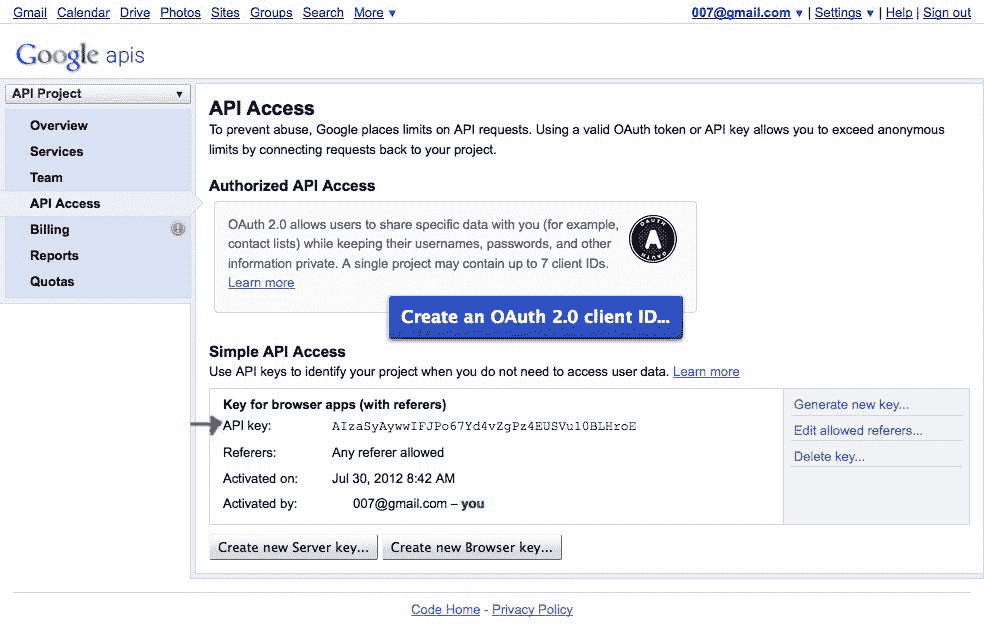 Gmail Calendar Drive Photos Sites Groups Search More ▼ 007@gmail.com ▼ | Settings ▼ | Help | Sign out
Google apis
API Project ▼
Overview
Services
Team
API Access
Billing
Reports
Quotas
API Access
To prevent abuse, Google places limits on API requests. Using a valid OAuth token or API key allows you to exceed anonymous
limits by connecting requests back to your project.
Authorized API Access
OAuth 2.0 allows users to share specific data with you (for example,
contact lists) while keeping their usernames, passwords, and other
information private. A single project may contain up to 7 client IDs.
Learn more
OAUTH
A
OAUTH
Create an OAuth 2.0 client ID...
Simple API Access
Use API keys to identify your project when you do not need to access user data. Learn more
Key for browser apps (with referers)
API key: AIzaSyAywwIFJPo67Yd4vZgPz4EUSVu10BLHroE
Referers: Any referer allowed
Activated on: Jul 30, 2012 8:42 AM
Activated by: 007@gmail.com – you
Generate new key...
Edit allowed referers...
Delete key...
Create new Server key... Create new Browser key...
Code Home - Privacy Policy